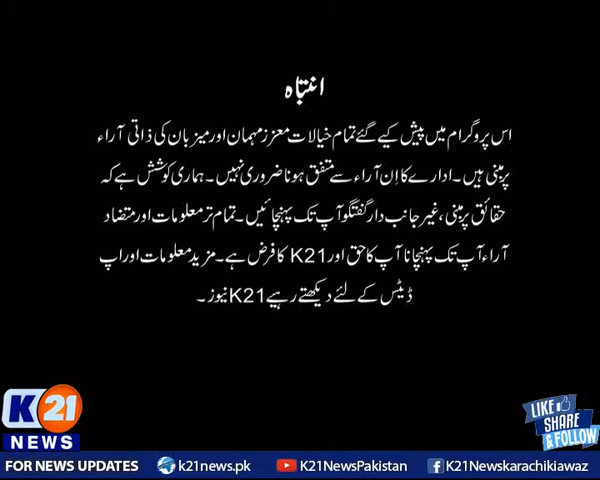 انتباہ
اس پروگرام میں پیش کیے گئے تمام خیالات معزز مہمان اور میزبان کی ذاتی آراء
پر مبنی ہیں۔ ادارے کا اِن آراء سے متفق ہونا ضروری نہیں۔ ہماری کوشش ہے کہ
حقائق پر مبنی، غیر جانب دار گفتگو آپ تک پہنچائیں۔ تمام تر معلومات اور متضاد
آراء آپ تک پہنچانا آپ کا حق اور K21 کا فرض ہے۔ مزید معلومات اور اپ
ڈیٹس کے لئے دیکھتے رہیے K21 نیوز۔
K21
NEWS
LIKE
SHARE
& FOLLOW
FOR NEWS UPDATES k21news.pk K21NewsPakistan K21Newskarachikiawaz